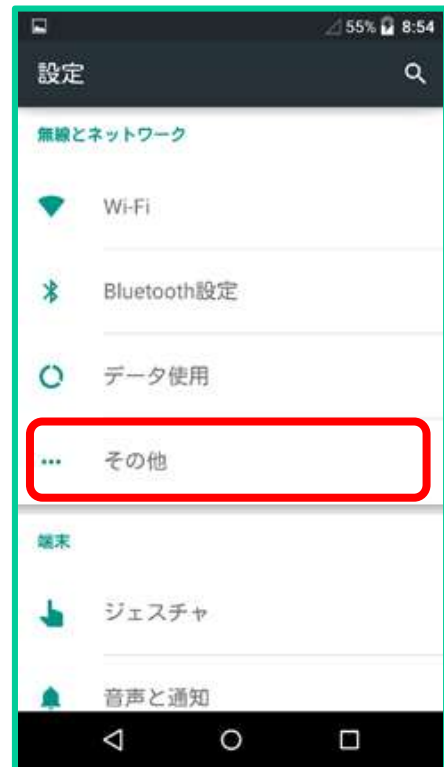 55% 8:54
設定
無線とネットワーク
Wi-Fi
Bluetooth設定
データ使用
その他
端末
ジェスチャ
音声と通知